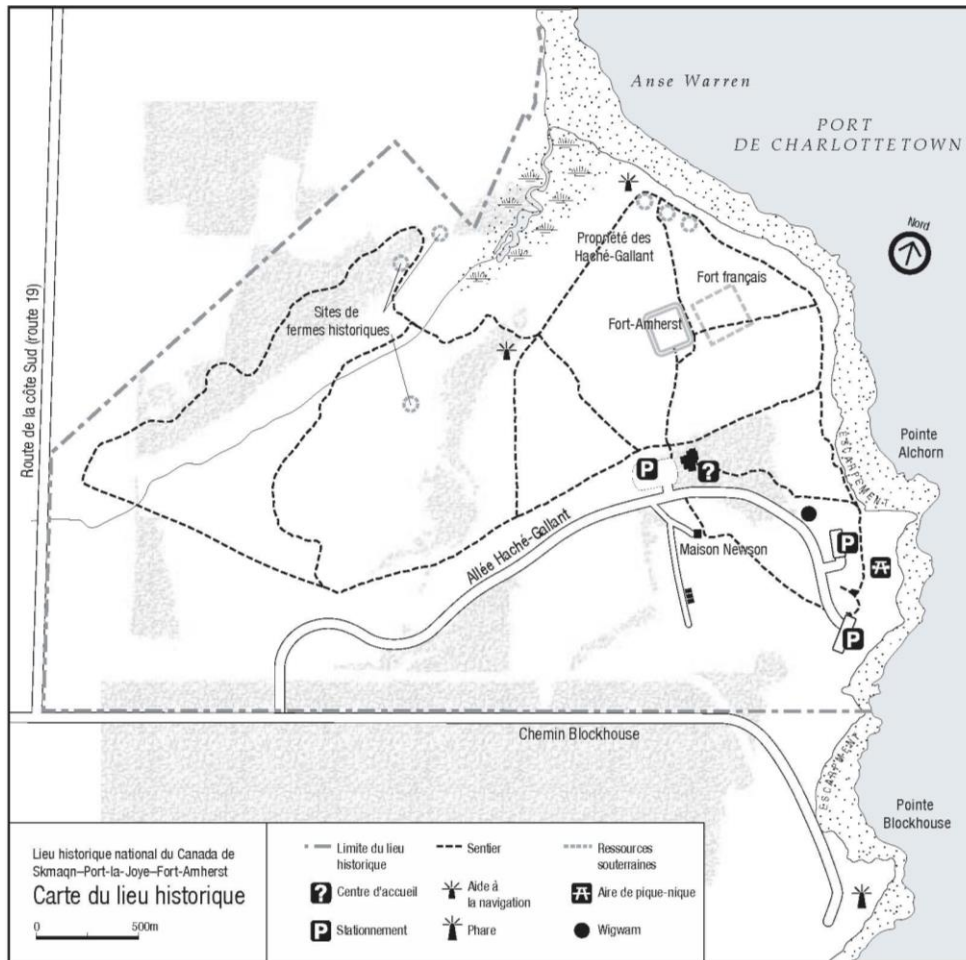 Anse Warren
PORT
DE CHARLOTTETOWN
Nord
Propriété des
Haché-Gallant
Fort français
Fort-Amherst
Sites de
fermes historiques
Route de la côte Sud (route 19)
Pointe
Alchorn
ESCARPEMENT
P
?
Allée Haché-Gallant
Maison Newson
P
P
Chemin Blockhouse
ESCARPMENT
Pointe
Blockhouse
Lieu historique national du Canada de
Skmaqn–Port-la-Joye–Fort-Amherst
Carte du lieu historique
0 500m
Limite du lieu
historique
Sentier
Ressources
souterraines
? Centre d'accueil
Aide à
la navigation
Aire de pique-nique
P Stationnement
Phare
Wigwam